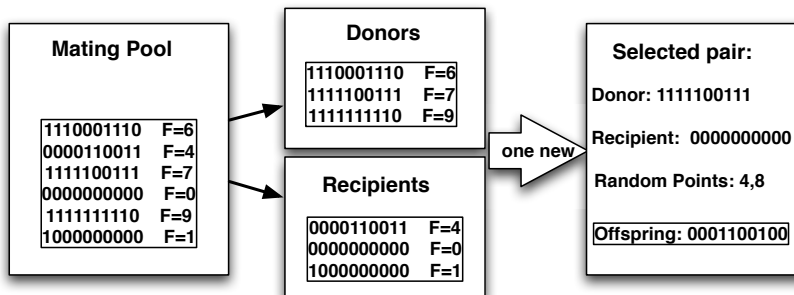 Mating Pool
1110001110 F=6
0000110011 F=4
1111100111 F=7
0000000000 F=0
1111111110 F=9
1000000000 F=1
Donors
1110001110 F=6
1111100111 F=7
1111111110 F=9
Recipients
0000110011 F=4
0000000000 F=0
1000000000 F=1
one new
Selected pair:
Donor: 1111100111
Recipient: 0000000000
Random Points: 4,8
Offspring: 0001100100